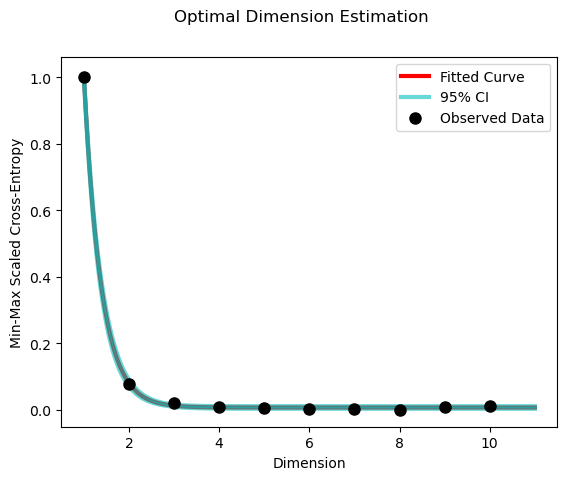 Optimal Dimension Estimation
1.0
0.8
0.6
0.4
0.2
0.0
Min-Max Scaled Cross-Entropy
Fitted Curve
95% CI
Observed Data
2 4 6 8 10
Dimension